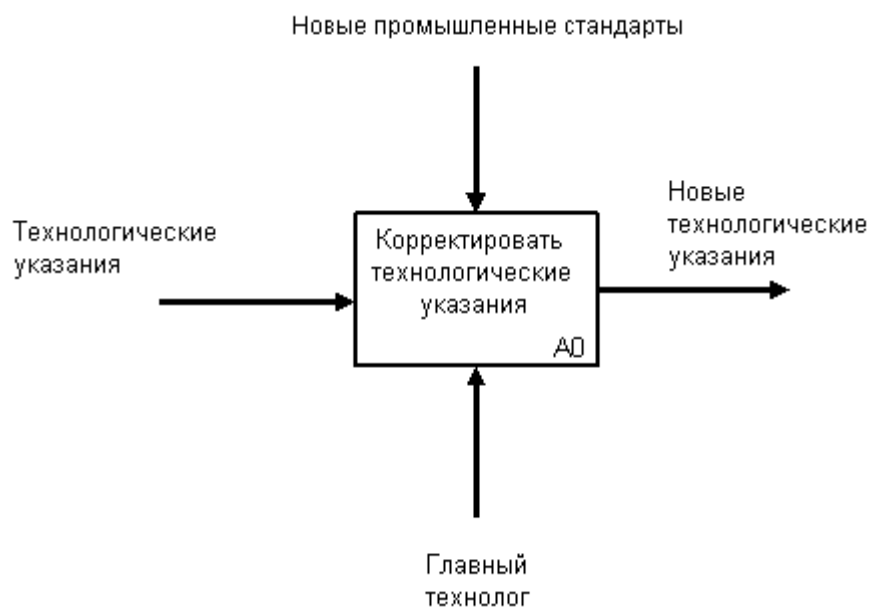 Новые промышленные стандарты
Технологические
указания
Корректировать
технологические
указания
A0
Новые
технологические
указания
Главный
технолог